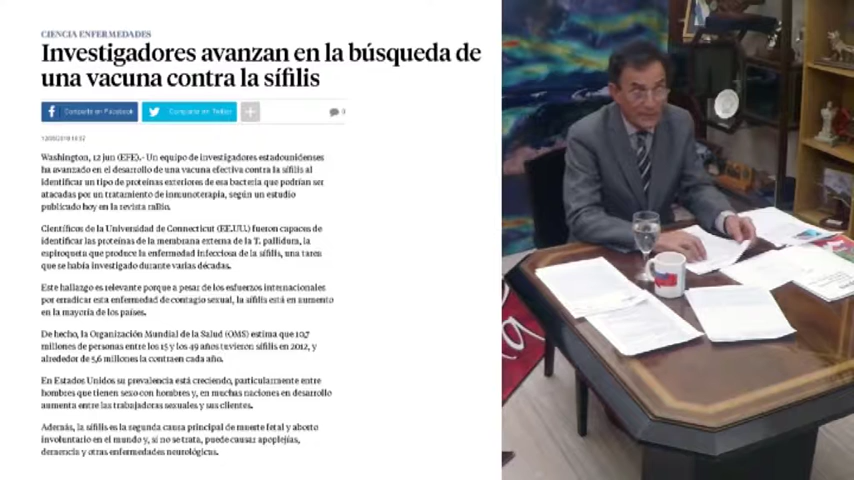 CIENCIA ENFERMEDADES
Investigadores avanzan en la búsqueda de
una vacuna contra la sífilis
Comparte en Facebook
Comparte en Twitter
0
Washington, 12 jun (EFE).- Un equipo de investigadores estadounidenses
ha avanzado en el desarrollo de una vacuna efectiva contra la sífilis al
identificar un tipo de proteínas exteriores de esa bacteria que podrían ser
atacadas por un tratamiento de inmunoterapia, según un estudio
publicado hoy en la revista mBio.
Científicos de la Universidad de Connecticut (EE.UU.) fueron capaces de
identificar las proteínas de la membrana externa de la T. pallidura, la
espiroqueta que produce la enfermedad infecciosa de la sífilis, una tarea
que se había investigado durante varias décadas.
Este hallazgo es relevante porque a pesar de los esfuerzos internacionales
por erradicar esta enfermedad de contagio sexual, la sífilis está en aumento
en la mayoría de los países.
De hecho, la Organización Mundial de la Salud (OMS) estima que 10,7
millones de personas entre los 15 y los 49 años tuvieron sífilis en 2012, y
alrededor de 5,6 millones la contraen cada año.
En Estados Unidos su prevalencia está creciendo, particularmente entre
hombres que tienen sexo con hombres y, en muchas naciones en desarrollo
aumenta entre las trabajadoras sexuales y sus clientes.
Además, la sífilis es la segunda causa principal de muerte fetal y aborto
involuntario en el mundo y, si no se trata, puede causar apoplejías,
demencia y otras enfermedades neurológicas.